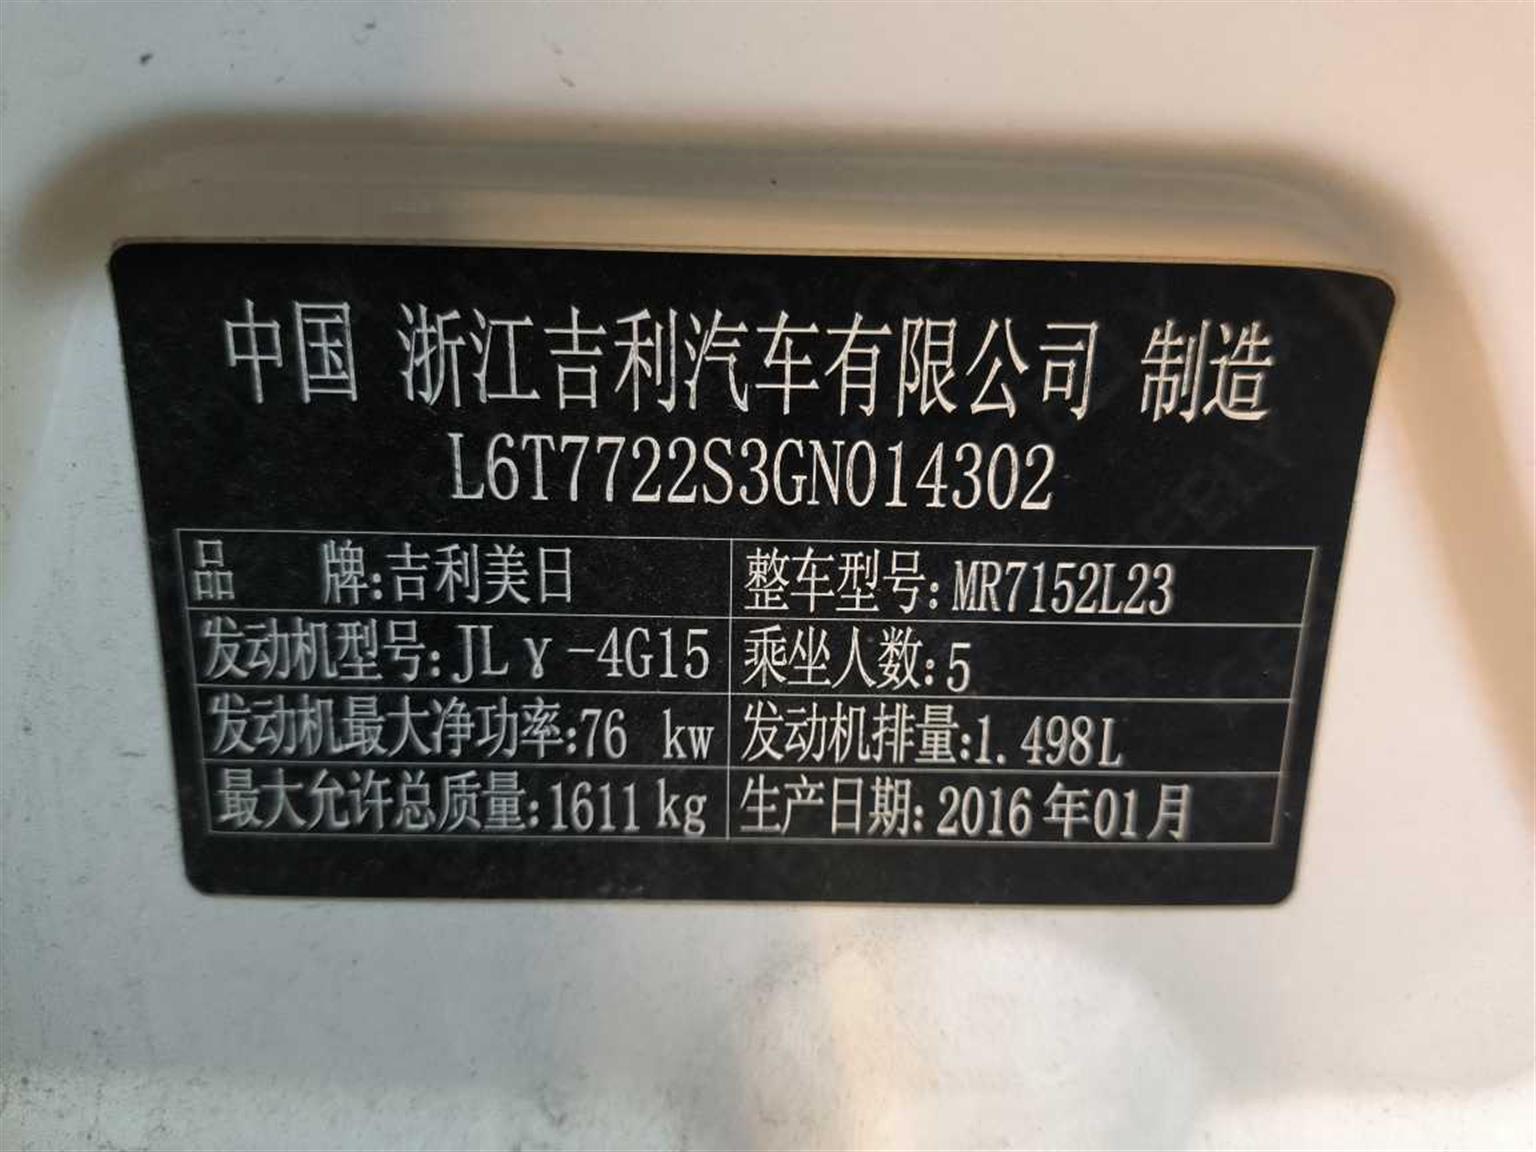 中国 浙江吉利汽车有限公司 制造
L6T7722S3GN014302
品 牌:吉利美日 整车型号:MR7152L23
发动机型号:JLγ-4G15 乘坐人数:5
发动机最大净功率:76 kw 发动机排量:1.498L
最大允许总质量:1611kg 生产日期:2016年01月